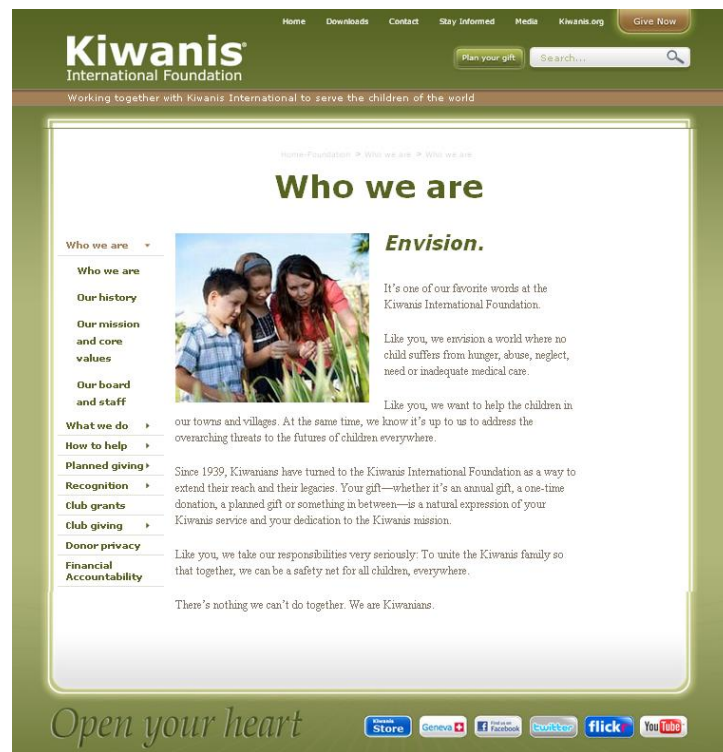 Home Downloads Contact Stay Informed Media Kiwanis.org Give Now
Kiwanis®
International Foundation
Plan your gift Search...
Working together with Kiwanis International to serve the children of the world
Home-Foundation > Who we are > Who we are
Who we are
Who we are
Who we are
Our history
Our mission
and core
values
Our board
and staff
What we do
How to help
Planned giving
Recognition
Club grants
Club giving
Donor privacy
Financial
Accountability
Envision.
It's one of our favorite words at the
Kiwanis International Foundation.
Like you, we envision a world where no
child suffers from hunger, abuse, neglect,
need or inadequate medical care.
Like you, we want to help the children in
our towns and villages. At the same time, we know it's up to us to address the
overarching threats to the futures of children everywhere.
Since 1939, Kiwanians have turned to the Kiwanis International Foundation as a way to
extend their reach and their legacies. Your gift—whether it's an annual gift, a one-time
donation, a planned gift or something in between—is a natural expression of your
Kiwanis service and your dedication to the Kiwanis mission.
Like you, we take our responsibilities very seriously: To unite the Kiwanis family so
that together, we can be a safety net for all children, everywhere.
There's nothing we can't do together. We are Kiwanians.
Open your heart
Kiwanis
Store
Geneva
Find us on
Facebook
twitter
flickr
You Tube